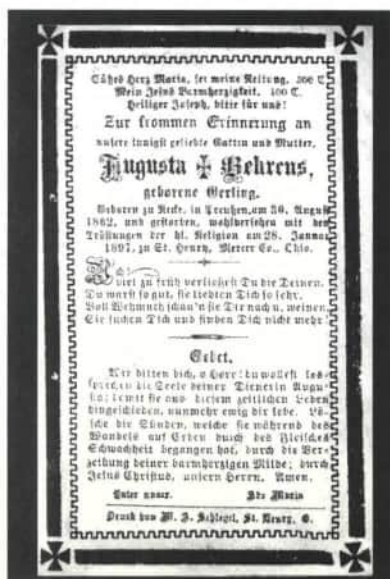 Süßes Herz Mariä, sei meine Rettung. 300 T.
Mein Jesus Barmherzigkeit. 100 T.
Heiliger Joseph, bitte für uns!
Zur frommen Erinnerung an
unsere innigst geliebte Gattin und Mutter,
Augusta Behrens,
geborene Gerling.
Geboren zu Recke, in Preußen, am 30. August
1862, und gestorben, wohlversehen mit den
Tröstungen der hl. Religion am 28. Januar
1897, zu St. Henry, Mercer Co., Ohio.
Zu
viel zu früh verließest Du die Deinen.
Du warst so gut, sie liebten Dich so sehr.
Voll Wehmuth schau'n sie Dir nach u. weinen.
Sie suchen Dich und finden Dich nicht mehr!
Gebet.
Wir bitten dich, o Herr! du wollest los-
sprechen die Seele deiner Dienerin Augu-
sta; damit sie aus diesem zeitlichen Leben
hingeschieden, nunmehr ewig dir lebe. Lö-
sche die Sünden, welche sie während des
Wandels auf Erden durch des Fleisches
Schwachheit begangen hat, durch die Ver-
zeihung deiner barmherzigen Milde; durch
Jesus Christus, unsern Herrn. Amen.
Vater unser. Ave Maria
Druck von W. J. Schlegel, St. Henry, O.